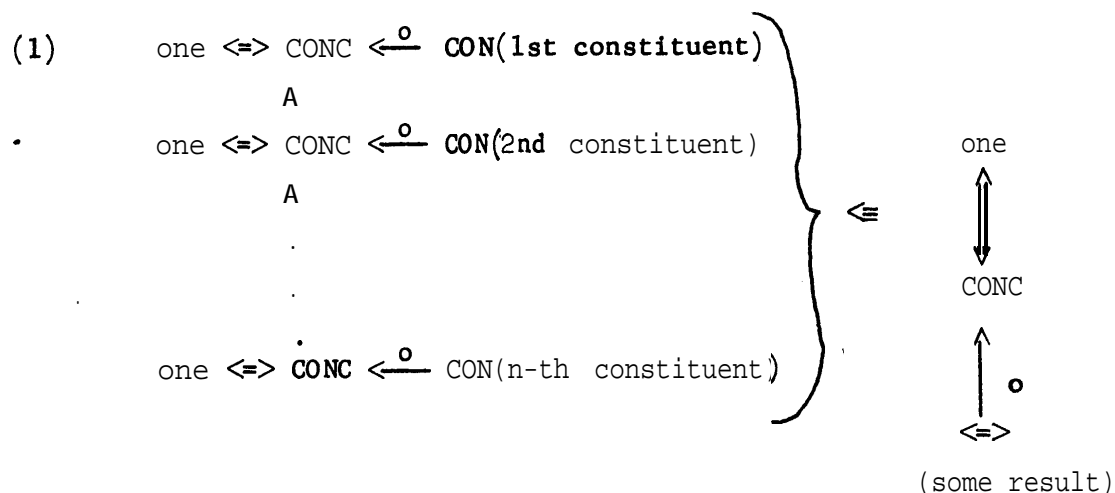 (1) one <=> CONC <-o- CON(1st constituent)
A
one <=> CONC <-o- CON(2nd constituent)
one
A
<≡
CONC
one <=> CONC <-o- CON(n-th constituent)
o
<=>
(some result)